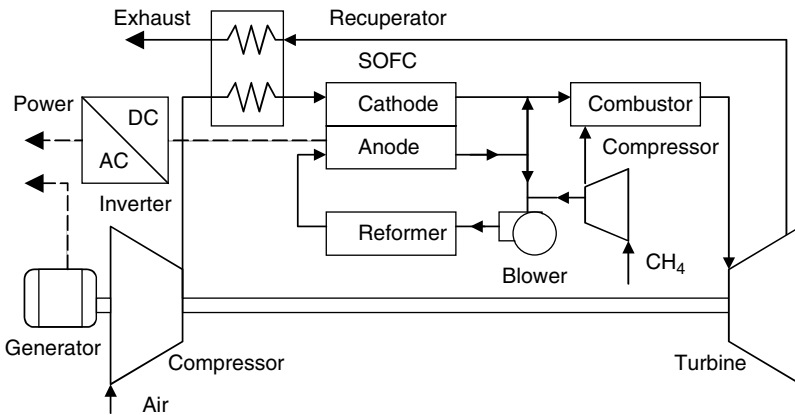 Exhaust
Recuperator
SOFC
Power
DC
AC
Inverter
Cathode
Anode
Combustor
Compressor
Reformer
Blower
CH₄
Generator
Compressor
Turbine
Air